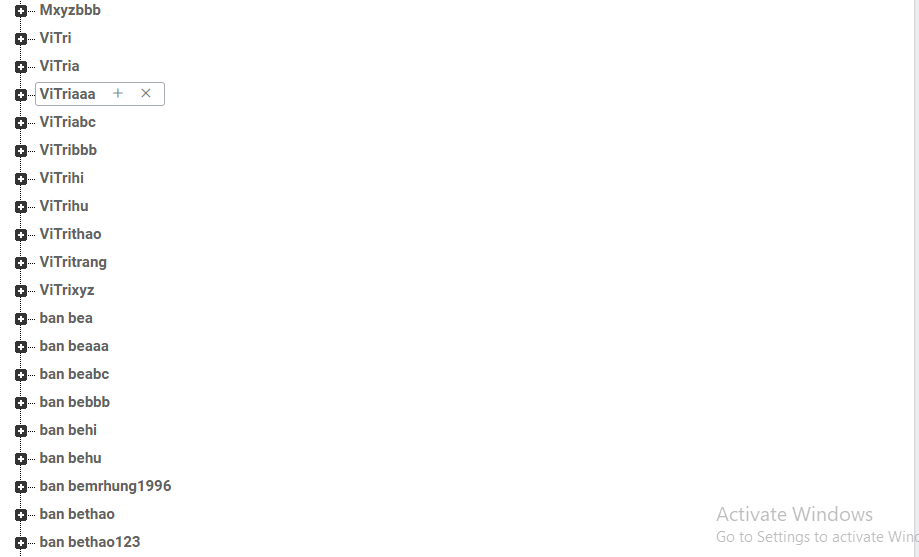 Mxyzbbb
ViTri
ViTria
ViTriaaa
ViTriabc
ViTribbb
ViTrihi
ViTrihu
ViTrithao
ViTritrang
ViTrixyz
ban bea
ban beaaa
ban beabc
ban bebbb
ban behi
ban behu
ban bemrhung1996
ban bethao
ban bethao123
Activate Windows
Go to Settings to activate Win